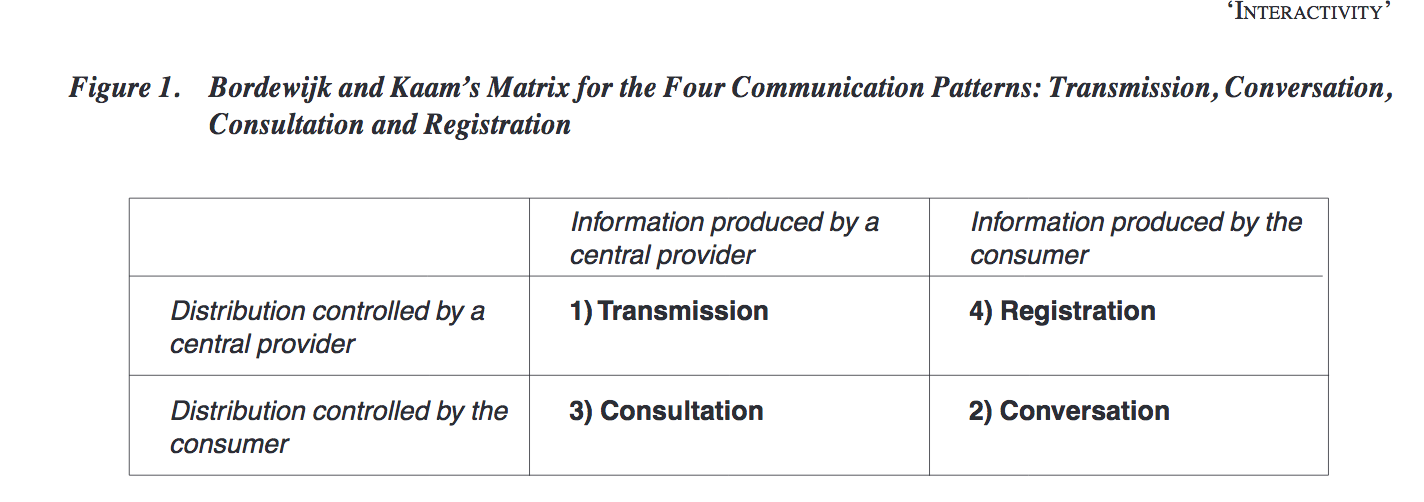 ‘INTERACTIVITY’
Figure 1. Bordewijk and Kaam’s Matrix for the Four Communication Patterns: Transmission, Conversation,
Consultation and Registration
Information produced by a
central provider
Information produced by the
consumer
Distribution controlled by a
central provider
1) Transmission
4) Registration
Distribution controlled by the
consumer
3) Consultation
2) Conversation